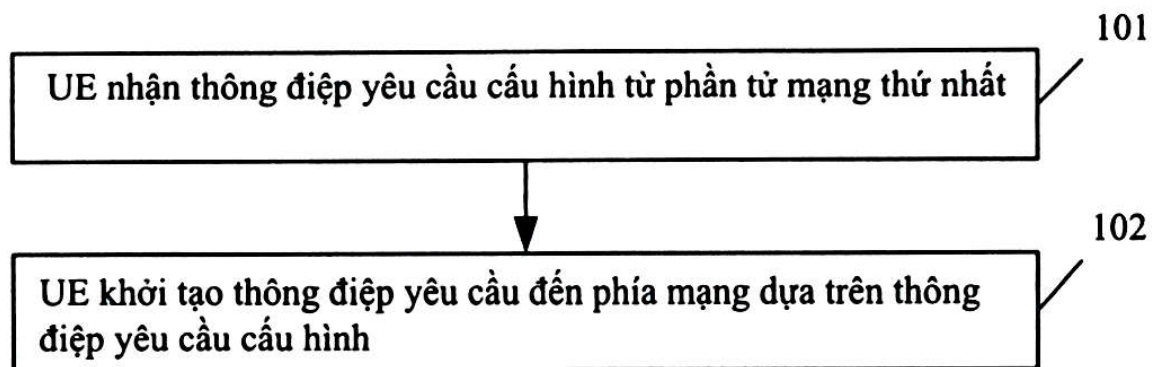 101
UE nhận thông điệp yêu cầu cấu hình từ phần tử mạng thứ nhất
102
UE khởi tạo thông điệp yêu cầu đến phía mạng dựa trên thông
điệp yêu cầu cấu hình